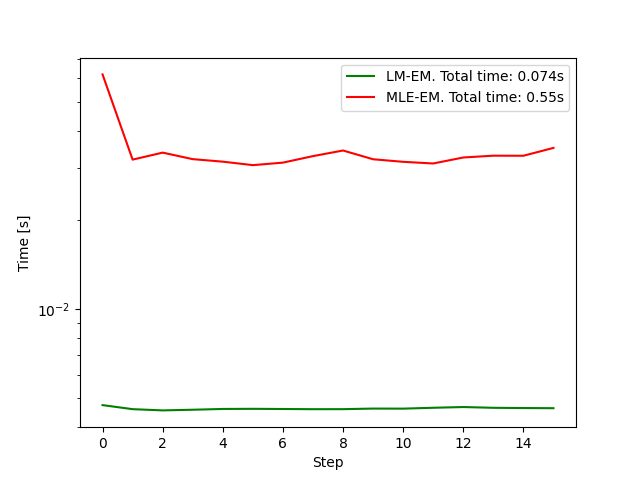 LM-EM. Total time: 0.074s
MLE-EM. Total time: 0.55s
Time [s]
10⁻²
0 2 4 6 8 10 12 14
Step